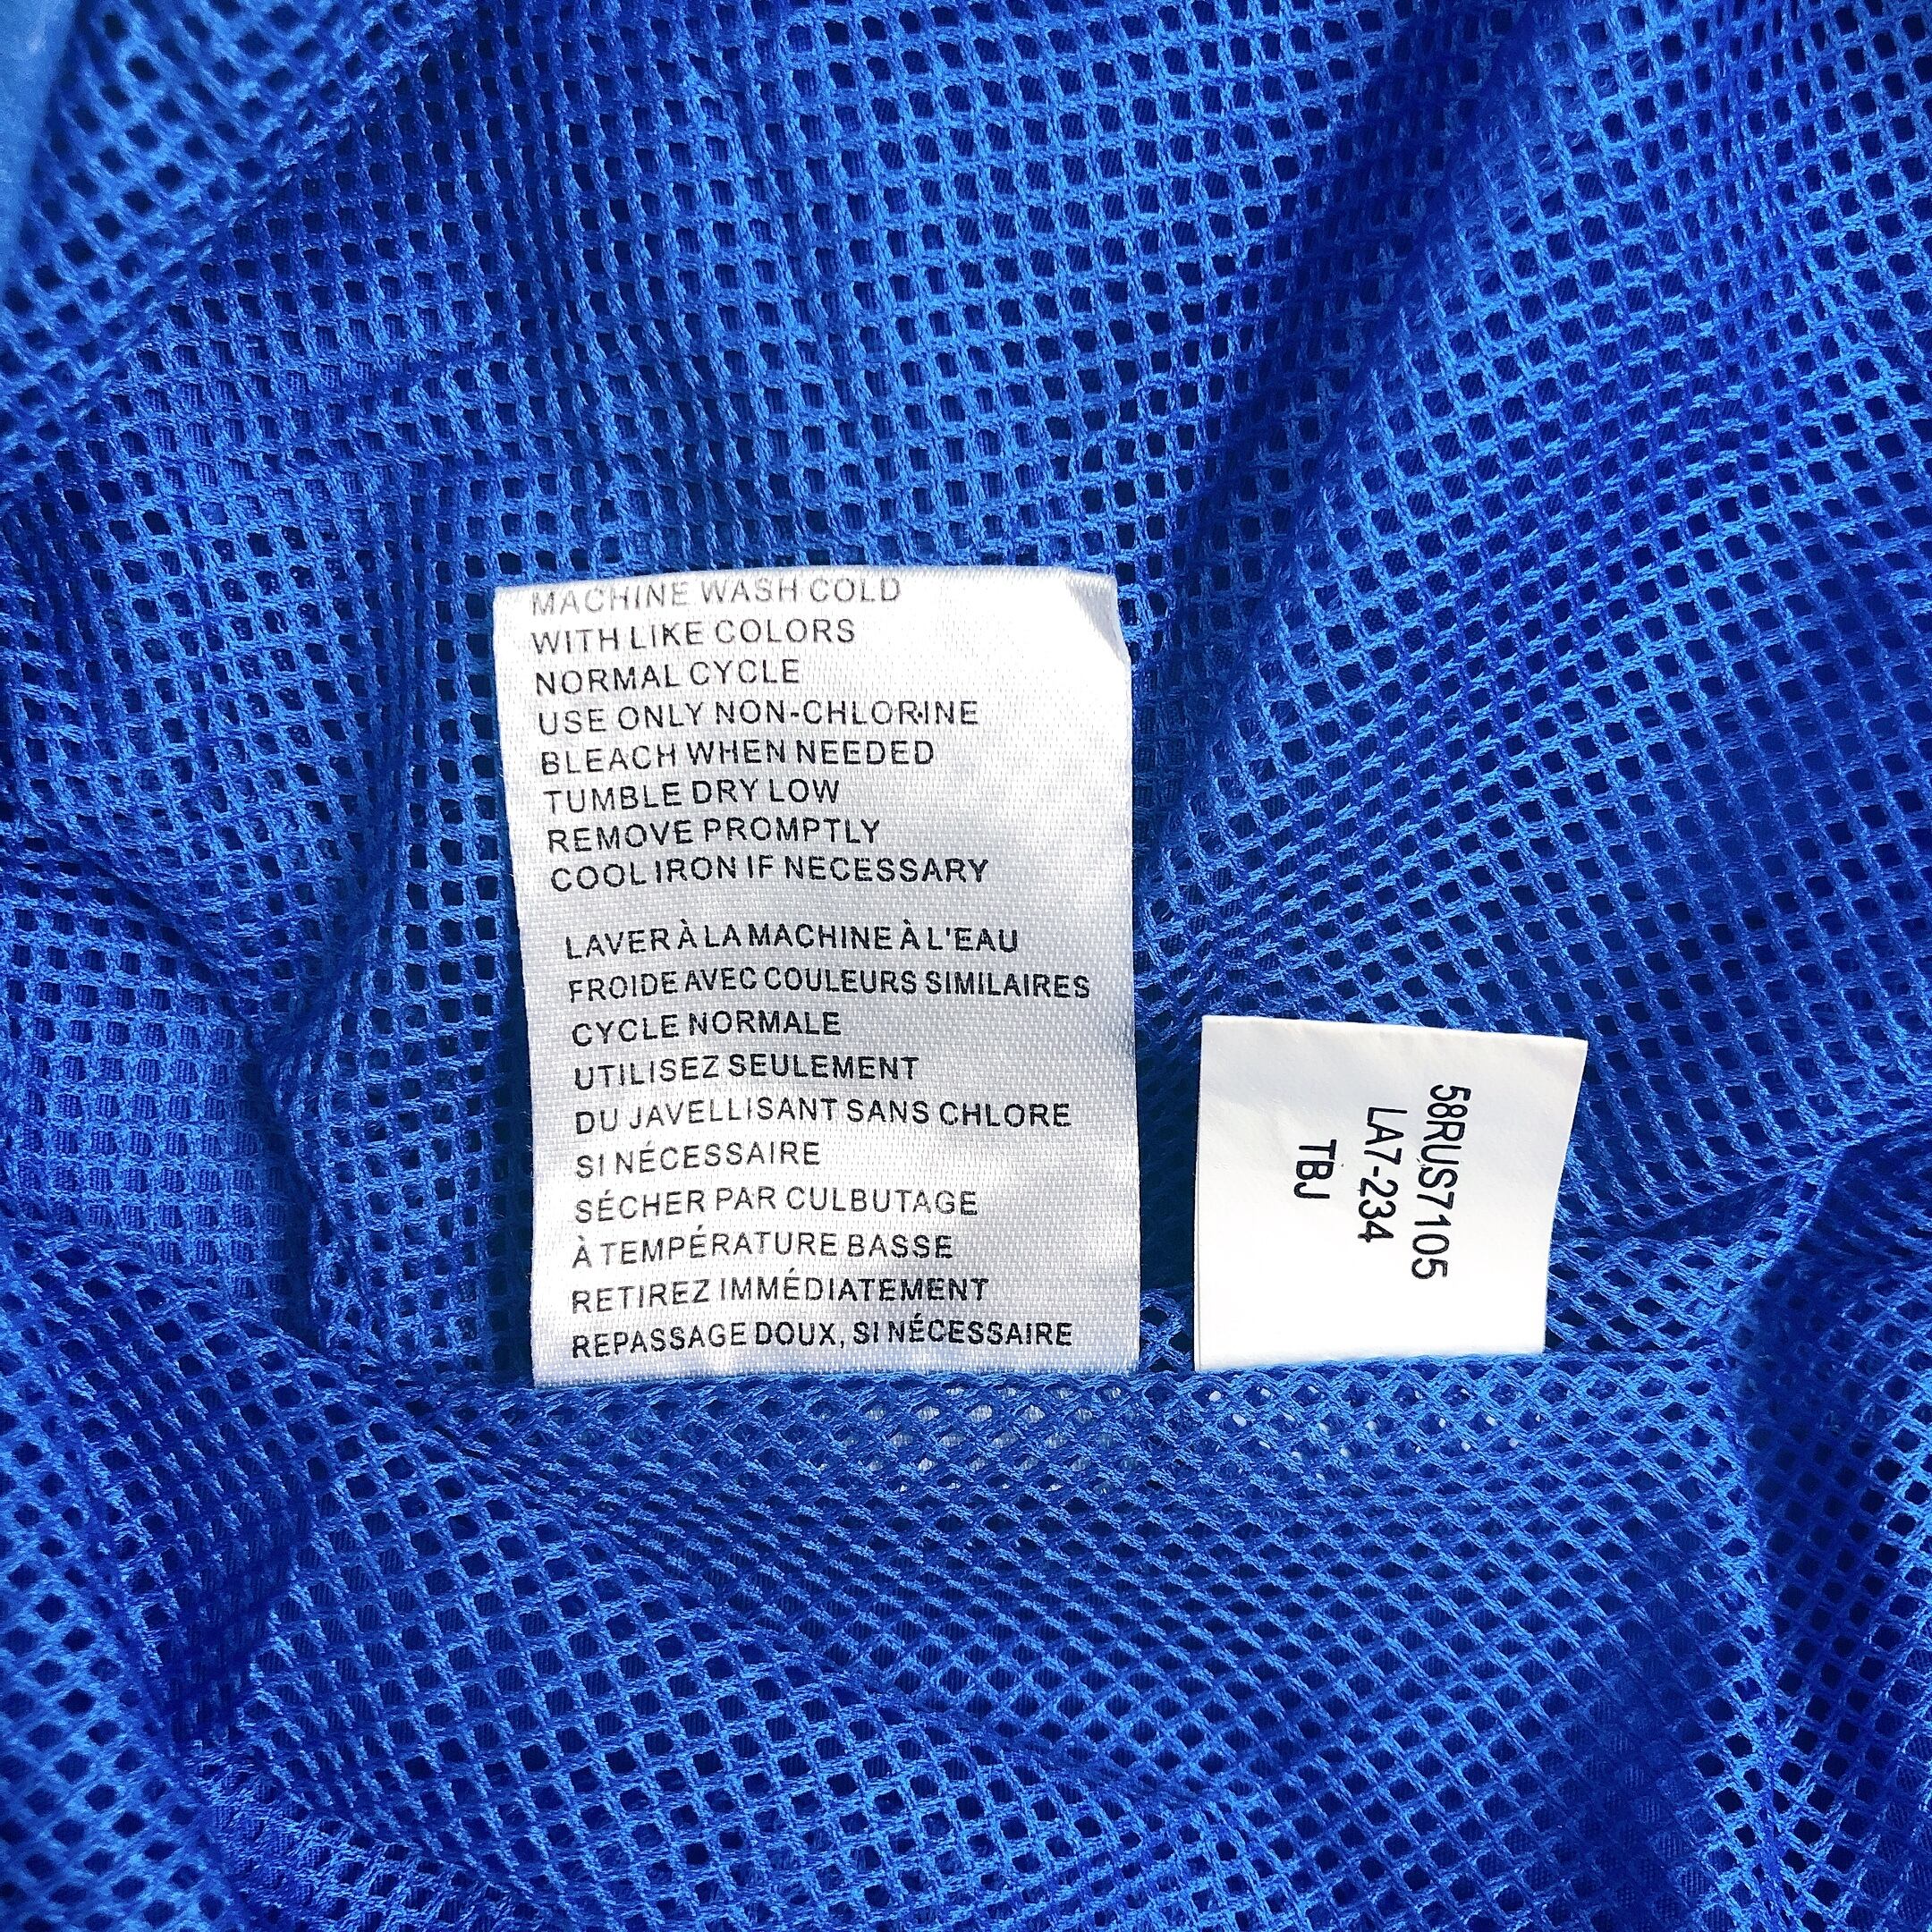 MACHINE WASH COLD
WITH LIKE COLORS
NORMAL CYCLE
USE ONLY NON-CHLORINE
BLEACH WHEN NEEDED
TUMBLE DRY LOW
REMOVE PROMPTLY
COOL IRON IF NECESSARY
LAVER À LA MACHINE À L'EAU
FROIDE AVEC COULEURS SIMILAIRES
CYCLE NORMALE
UTILISEZ SEULEMENT
DU JAVELLISANT SANS CHLORE
SI NÉCESSAIRE
SÉCHER PAR CULBUTAGE
À TEMPÉRATURE BASSE
RETIREZ IMMÉDIATEMENT
REPASSAGE DOUX, SI NÉCESSAIRE
58RUS7105
LA7-234
TBJ